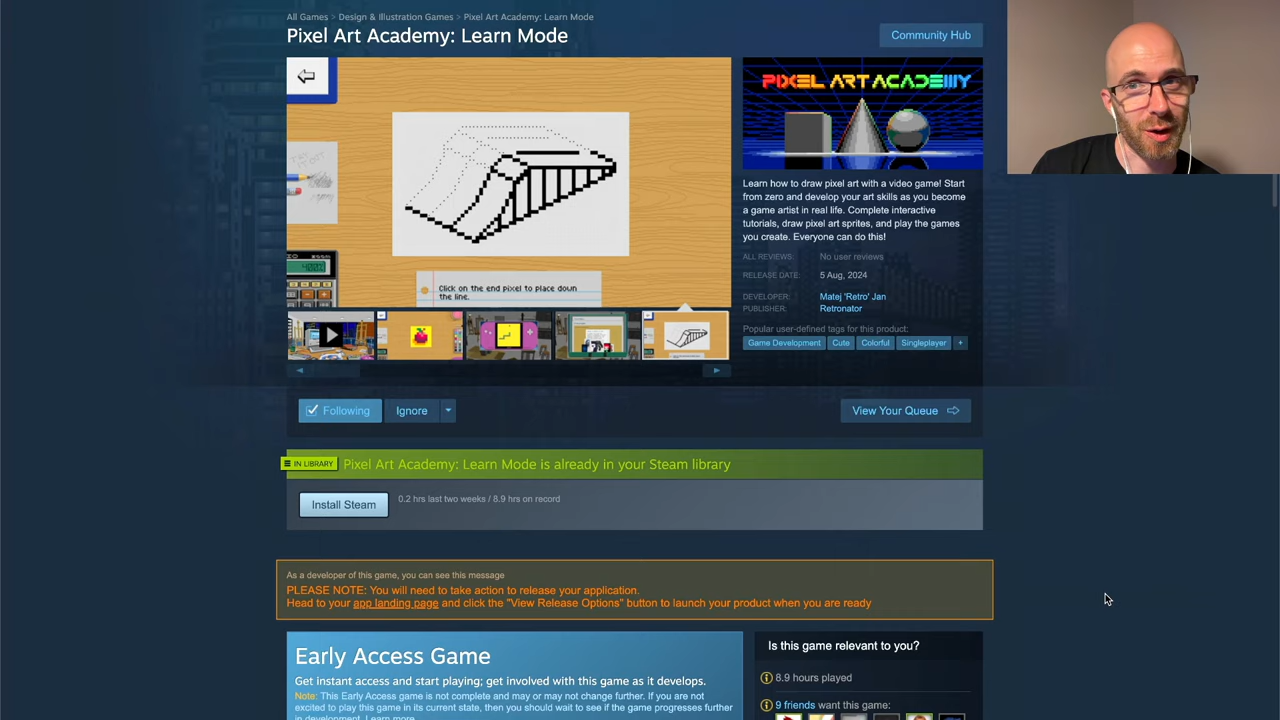 All Games > Design & Illustration Games > Pixel Art Academy: Learn Mode
Pixel Art Academy: Learn Mode
Community Hub
PIXEL ART ACADEMY
Click on the end pixel to place down
the line.
Learn how to draw pixel art with a video game! Start
from zero and develop your art skills as you become
a game artist in real life. Complete interactive
tutorials, draw pixel art sprites, and play the games
you create. Everyone can do this!
ALL REVIEWS: No user reviews
RELEASE DATE: 5 Aug, 2024
DEVELOPER: Matej 'Retro' Jan
PUBLISHER: Retronator
Popular user-defined tags for this product:
Game Development Cute Colorful Singleplayer +
Following Ignore View Your Queue
IN LIBRARY Pixel Art Academy: Learn Mode is already in your Steam library
Install Steam 0.2 hrs last two weeks / 8.9 hrs on record
As a developer of this game, you can see this message
PLEASE NOTE: You will need to take action to release your application.
Head to your app landing page and click the "View Release Options" button to launch your product when you are ready
Early Access Game
Get instant access and start playing; get involved with this game as it develops.
Note: This Early Access game is not complete and may or may not change further. If you are not
excited to play this game in its current state, then you should wait to see if the game progresses further
in development. Learn more
Is this game relevant to you?
8.9 hours played
9 friends want this game: